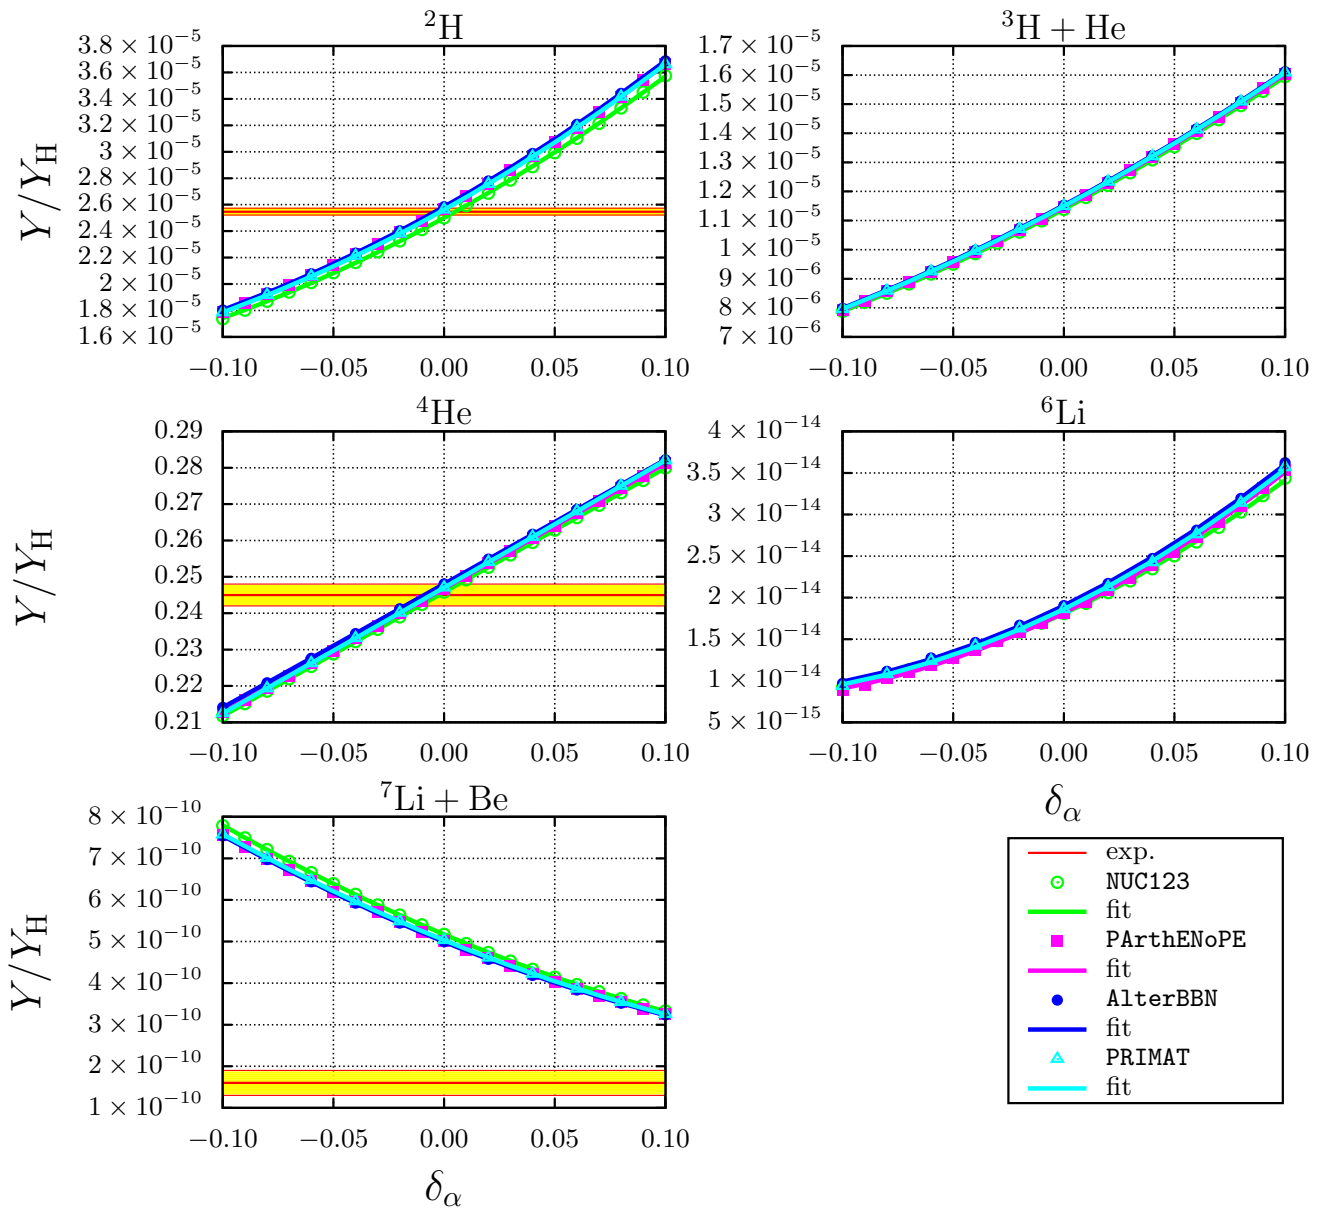 ²H
Y/Y_H
3.8 × 10⁻⁵
3.6 × 10⁻⁵
3.4 × 10⁻⁵
3.2 × 10⁻⁵
3 × 10⁻⁵
2.8 × 10⁻⁵
2.6 × 10⁻⁵
2.4 × 10⁻⁵
2.2 × 10⁻⁵
2 × 10⁻⁵
1.8 × 10⁻⁵
1.6 × 10⁻⁵
−0.10 −0.05 0.00 0.05 0.10
³H + He
1.7 × 10⁻⁵
1.6 × 10⁻⁵
1.5 × 10⁻⁵
1.4 × 10⁻⁵
1.3 × 10⁻⁵
1.2 × 10⁻⁵
1.1 × 10⁻⁵
1 × 10⁻⁵
9 × 10⁻⁶
8 × 10⁻⁶
7 × 10⁻⁶
−0.10 −0.05 0.00 0.05 0.10
⁴He
Y/Y_H
0.29
0.28
0.27
0.26
0.25
0.24
0.23
0.22
0.21
−0.10 −0.05 0.00 0.05 0.10
⁶Li
4 × 10⁻¹⁴
3.5 × 10⁻¹⁴
3 × 10⁻¹⁴
2.5 × 10⁻¹⁴
2 × 10⁻¹⁴
1.5 × 10⁻¹⁴
1 × 10⁻¹⁴
5 × 10⁻¹⁵
−0.10 −0.05 0.00 0.05 0.10
δ_α
⁷Li + Be
Y/Y_H
8 × 10⁻¹⁰
7 × 10⁻¹⁰
6 × 10⁻¹⁰
5 × 10⁻¹⁰
4 × 10⁻¹⁰
3 × 10⁻¹⁰
2 × 10⁻¹⁰
1 × 10⁻¹⁰
−0.10 −0.05 0.00 0.05 0.10
δ_α
exp.
NUC123
fit
PArthENoPE
fit
AlterBBN
fit
PRIMAT
fit